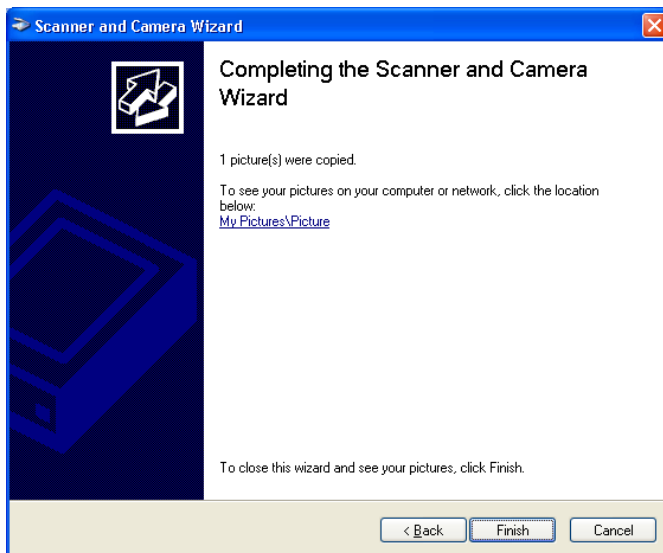 Scanner and Camera Wizard
Completing the Scanner and Camera
Wizard
1 picture(s) were copied.
To see your pictures on your computer or network, click the location
below:
My Pictures\Picture
To close this wizard and see your pictures, click Finish.
< Back Finish Cancel